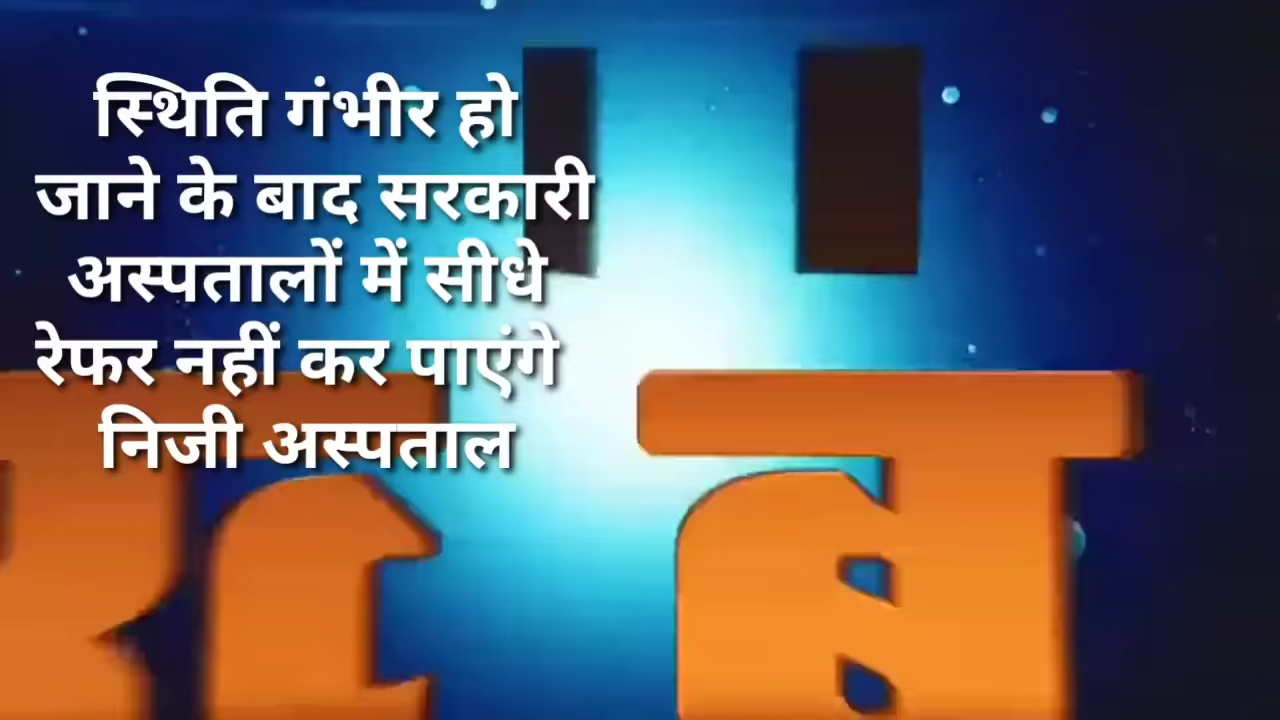 स्थिति गंभीर हो
जाने के बाद सरकारी
अस्पतालों में सीधे
रेफर नहीं कर पाएंगे
निजी अस्पताल